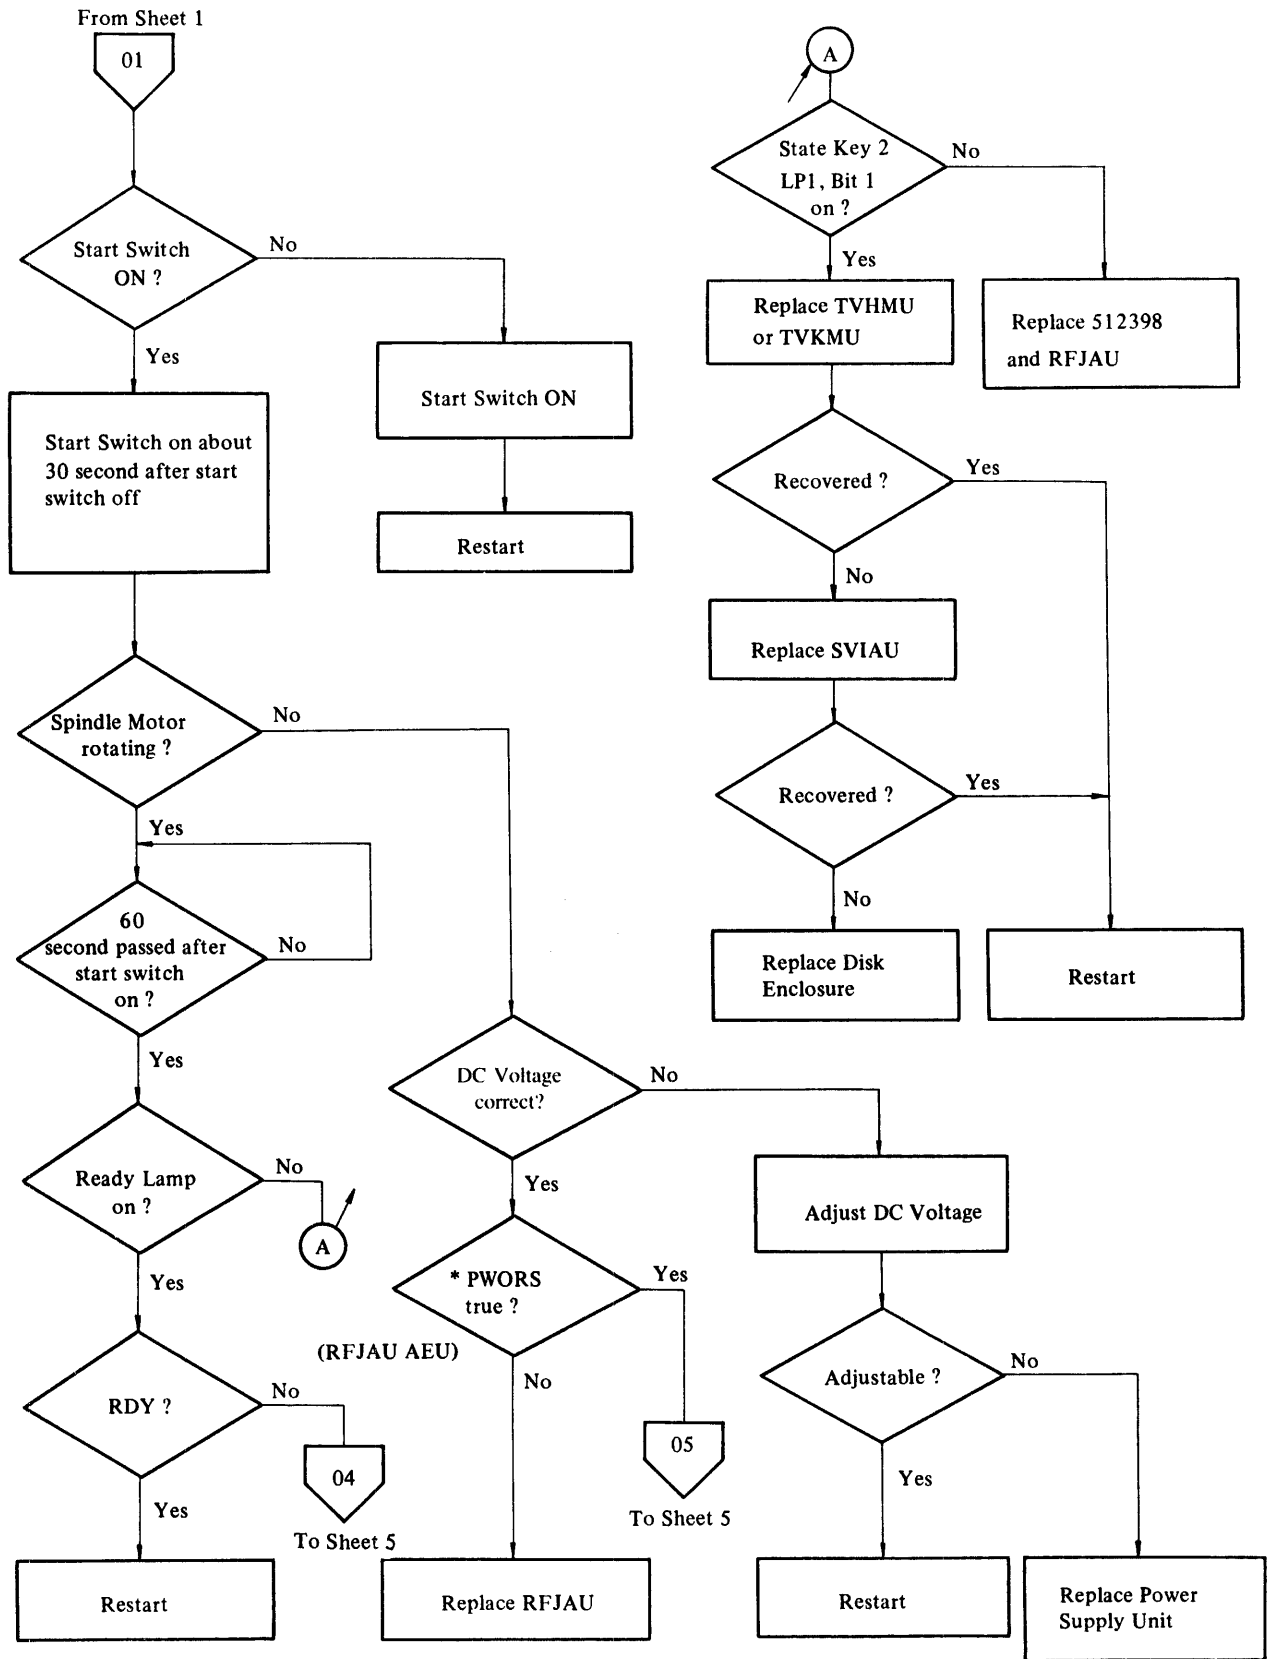 From Sheet 1
01
Start Switch
ON ?
No
Yes
Start Switch ON
Restart
Start Switch on about
30 second after start
switch off
Spindle Motor
rotating ?
No
Yes
60
second passed after
start switch
on ?
No
Yes
Ready Lamp
on ?
No
A
Yes
RDY ?
No
04
To Sheet 5
Yes
Restart
DC Voltage
correct?
No
Yes
* PWORS
true ?
(RFJAU AEU)
Yes
05
To Sheet 5
No
Replace RFJAU
Adjust DC Voltage
Adjustable ?
No
Yes
Restart
Replace Power
Supply Unit
A
State Key 2
LP1, Bit 1
on ?
No
Yes
Replace 512398
and RFJAU
Replace TVHMU
or TVKMU
Recovered ?
Yes
No
Replace SVIAU
Recovered ?
Yes
No
Replace Disk
Enclosure
Restart